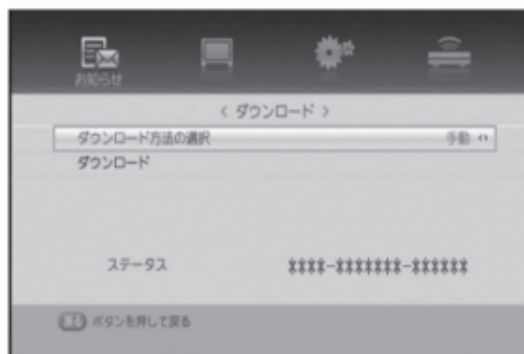 お知らせ
< ダウンロード >
ダウンロード方法の選択 手動
ダウンロード
ステータス ****-*******-******
戻る ボタンを押して戻る